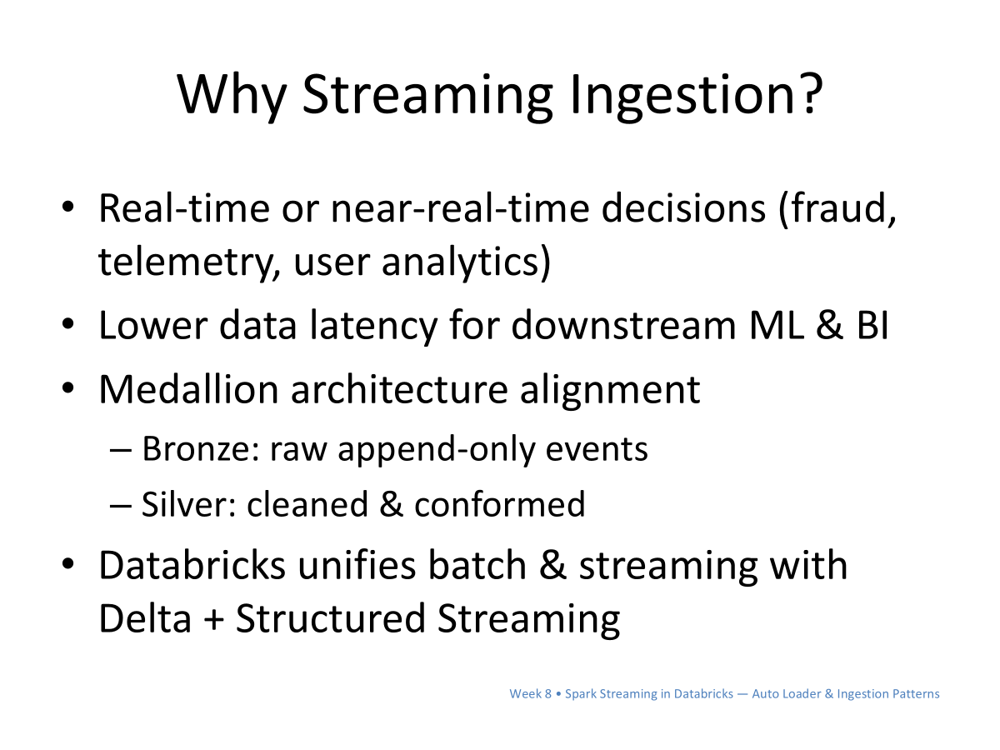 Why Streaming Ingestion?
• Real-time or near-real-time decisions (fraud,
telemetry, user analytics)
• Lower data latency for downstream ML & BI
• Medallion architecture alignment
– Bronze: raw append-only events
– Silver: cleaned & conformed
• Databricks unifies batch & streaming with
Delta + Structured Streaming
Week 8 • Spark Streaming in Databricks — Auto Loader & Ingestion Patterns